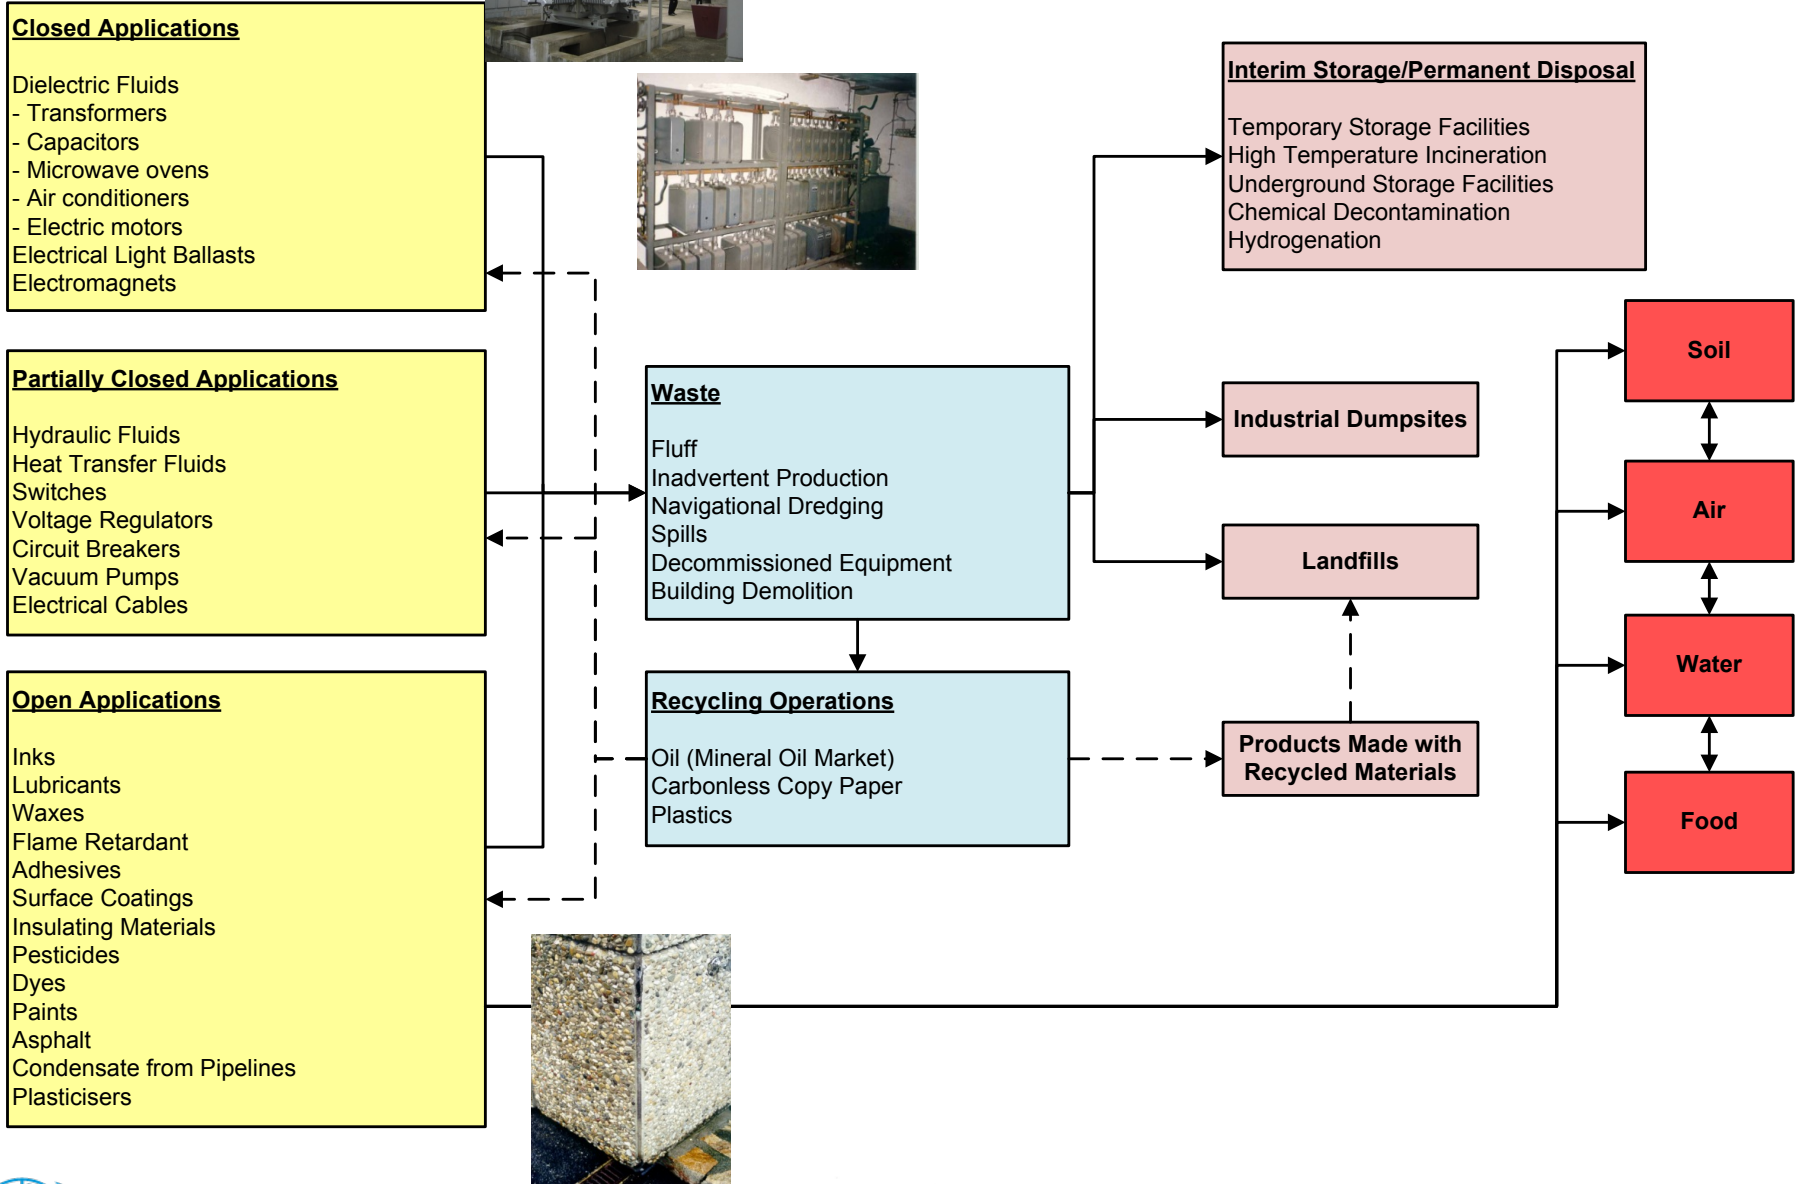 Closed Applications
Dielectric Fluids
- Transformers
- Capacitors
- Microwave ovens
- Air conditioners
- Electric motors
Electrical Light Ballasts
Electromagnets
Partially Closed Applications
Hydraulic Fluids
Heat Transfer Fluids
Switches
Voltage Regulators
Circuit Breakers
Vacuum Pumps
Electrical Cables
Open Applications
Inks
Lubricants
Waxes
Flame Retardant
Adhesives
Surface Coatings
Insulating Materials
Pesticides
Dyes
Paints
Asphalt
Condensate from Pipelines
Plasticisers
Waste
Fluff
Inadvertent Production
Navigational Dredging
Spills
Decommissioned Equipment
Building Demolition
Recycling Operations
Oil (Mineral Oil Market)
Carbonless Copy Paper
Plastics
Interim Storage/Permanent Disposal
Temporary Storage Facilities
High Temperature Incineration
Underground Storage Facilities
Chemical Decontamination
Hydrogenation
Industrial Dumpsites
Landfills
Products Made with
Recycled Materials
Soil
Air
Water
Food